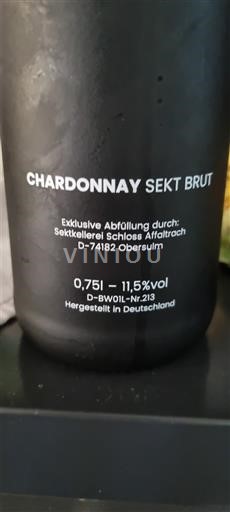 CHARDONNAY SEKT BRUT
Exklusive Abfüllung durch:
Sektkellerei Schloss Affaltrach
D-74182 Obersulm
VINIOU
0,75l – 11,5%vol
D-BW01L-Nr.213
Hergestellt in Deutschland